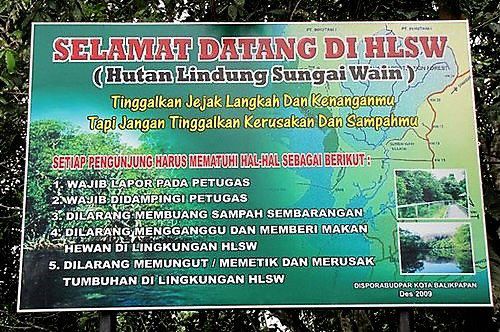 SELAMAT DATANG DI HLSW
( Hutan Lindung Sungai Wain )
Tinggalkan Jejak Langkah Dan Kenanganmu
Tapi Jangan Tinggalkan Kerusakan Dan Sampahmu
SETIAP PENGUNJUNG HARUS MEMATUHI HAL-HAL SEBAGAI BERIKUT :
1. WAJIB LAPOR PADA PETUGAS
2. WAJIB DIDAMPINGI PETUGAS
3. DILARANG MEMBUANG SAMPAH SEMBARANGAN
4. DILARANG MENGGANGGU DAN MEMBERI MAKAN
HEWAN DI LINGKUNGAN HLSW
5. DILARANG MEMUNGUT / MEMETIK DAN MERUSAK
TUMBUHAN DI LINGKUNGAN HLSW
DISPORABUDPAR KOTA BALIKPAPAN
Des 2009